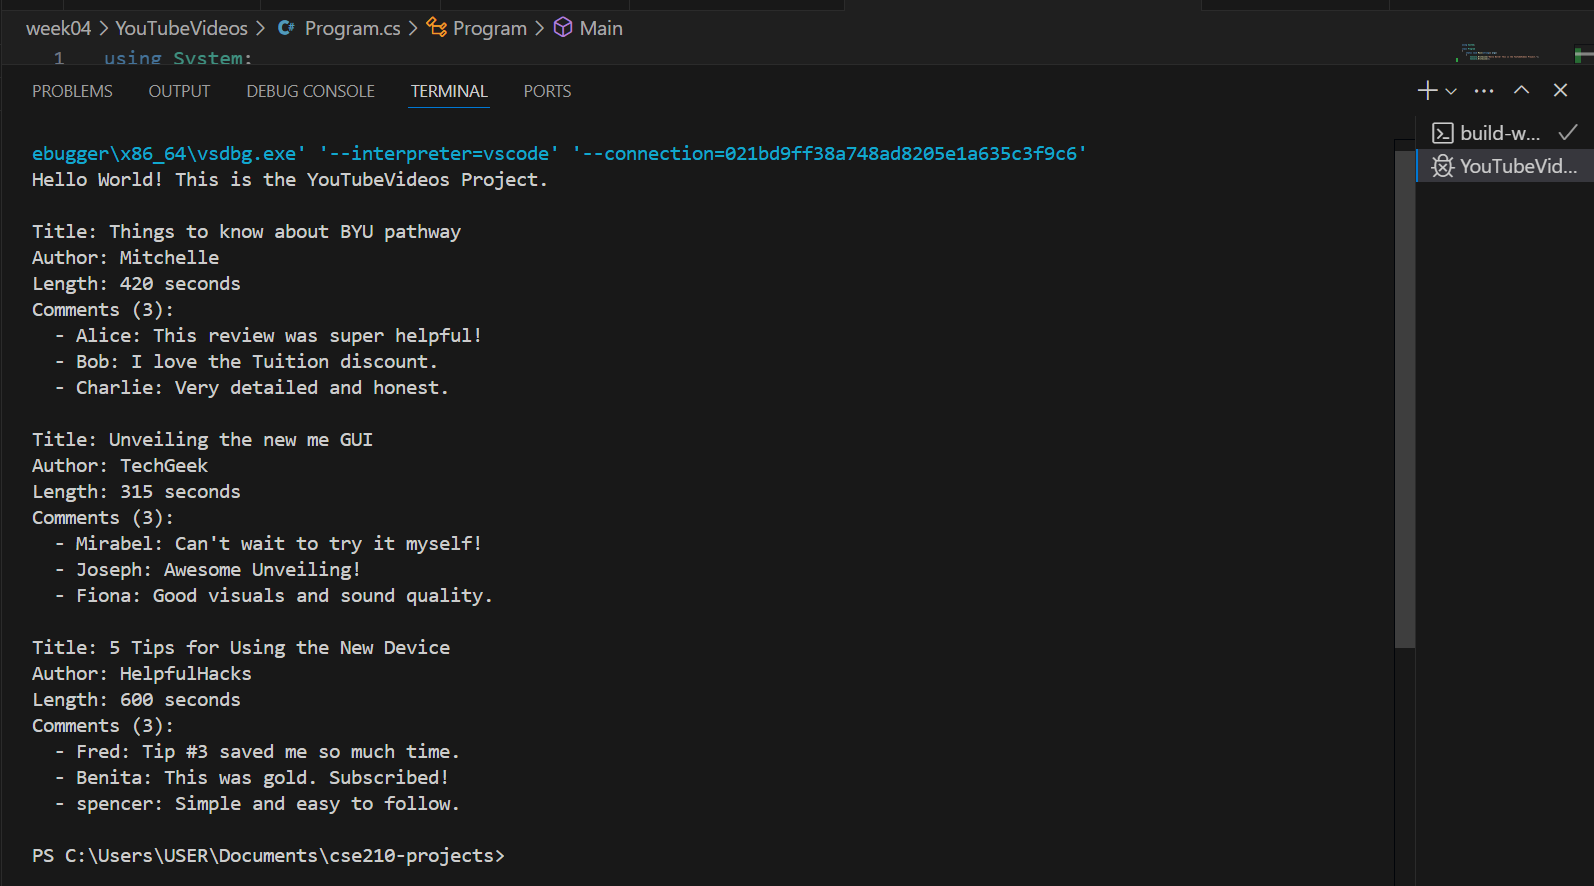 week04 > YouTubeVideos > Program.cs > Program > Main
1 using System;
PROBLEMS OUTPUT DEBUG CONSOLE TERMINAL PORTS
build-w...
YouTubeVid...
ebugger\x86_64\vsdbg.exe' '--interpreter=vscode' '--connection=021bd9ff38a748ad8205e1a635c3f9c6'
Hello World! This is the YouTubeVideos Project.
Title: Things to know about BYU pathway
Author: Mitchelle
Length: 420 seconds
Comments (3):
- Alice: This review was super helpful!
- Bob: I love the Tuition discount.
- Charlie: Very detailed and honest.
Title: Unveiling the new me GUI
Author: TechGeek
Length: 315 seconds
Comments (3):
- Mirabel: Can't wait to try it myself!
- Joseph: Awesome Unveiling!
- Fiona: Good visuals and sound quality.
Title: 5 Tips for Using the New Device
Author: HelpfulHacks
Length: 600 seconds
Comments (3):
- Fred: Tip #3 saved me so much time.
- Benita: This was gold. Subscribed!
- spencer: Simple and easy to follow.
PS C:\Users\USER\Documents\cse210-projects>